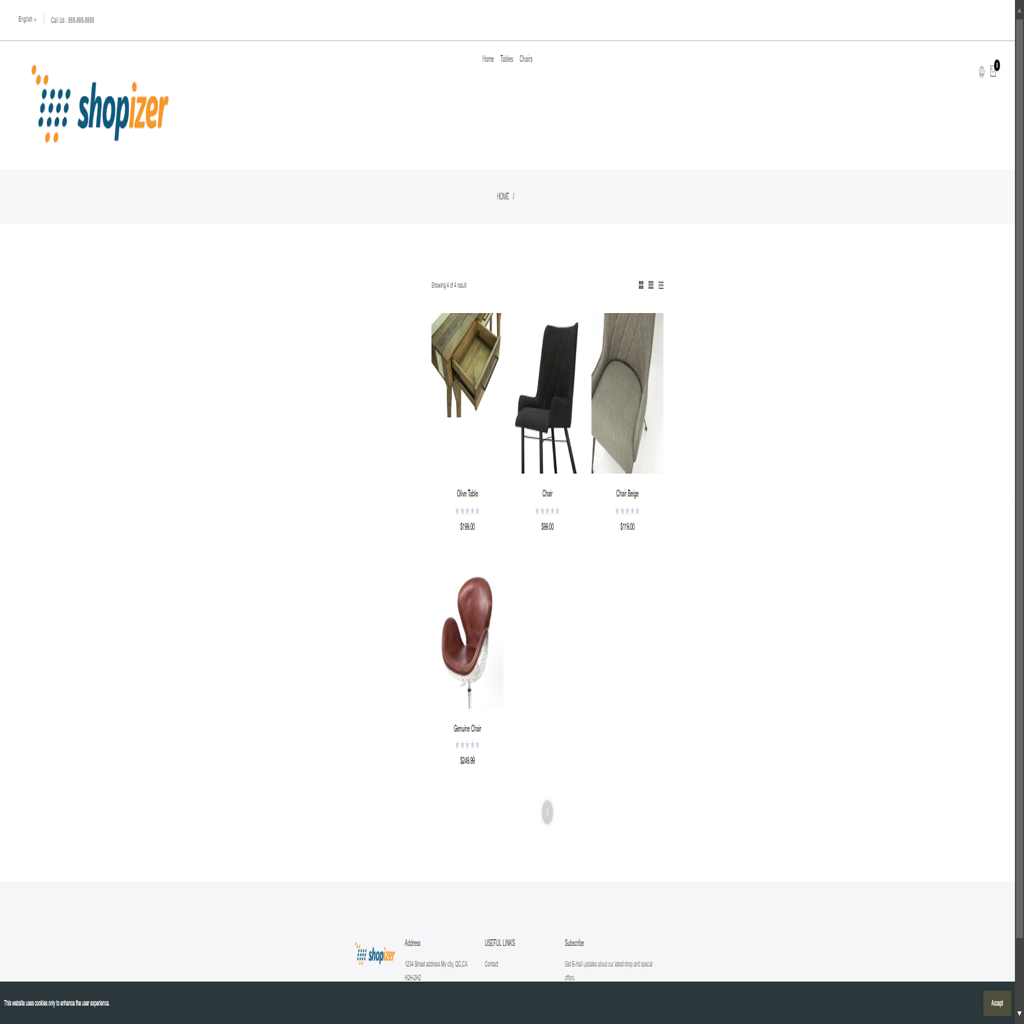 English
Call Us : 888-888-8888
Home Tables Chairs
shopizer
HOME /
Showing 4 of 4 result
Olive Table
$199.00
Chair
$99.00
Chair Beige
$119.00
Genuine Chair
$249.99
1
shopizer
Address
1234 Street address My city, QC,CA
H2H-2H2
USEFUL LINKS
Contact
Subscribe
Get E-mail updates about our latest shop and special
offers.
This website uses cookies only to enhance the user experience.
Accept